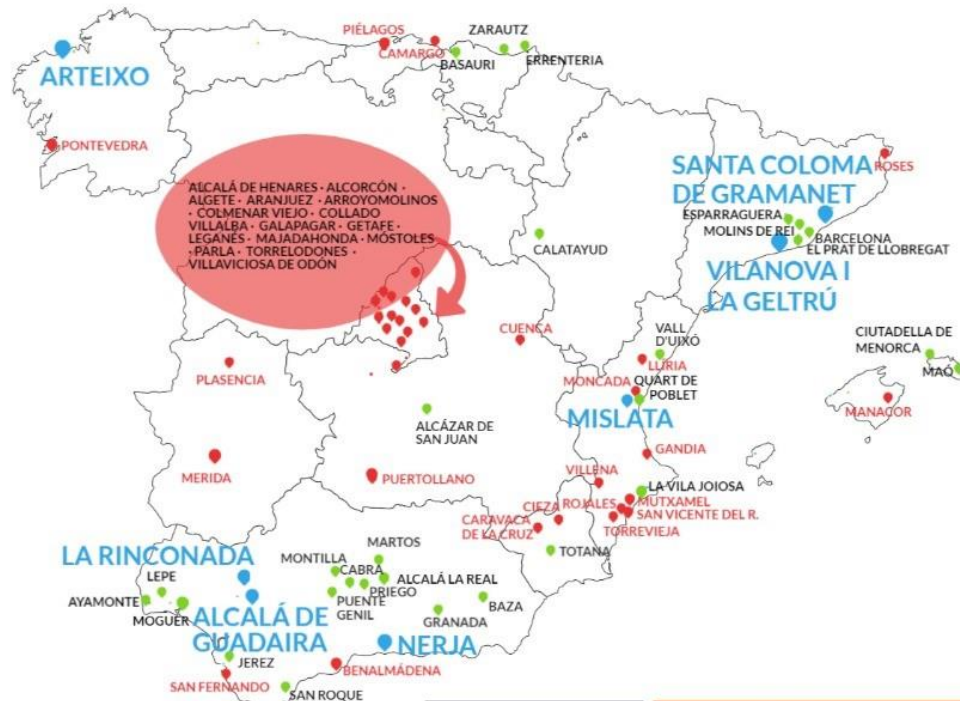 PIÉLAGOS
ZARAUTZ
CAMARGO
BASAURI
ERRENTERIA
ARTEIXO
PONTEVEDRA
ROSES
SANTA COLOMA
DE GRAMANET
ALCALÁ DE HENARES · ALCORCÓN ·
ALGETE · ARANJUEZ · ARROYOMOLINOS
· COLMENAR VIEJO · COLLADO
VILLALBA · GALAPAGAR · GETAFE ·
LEGANÉS · MAJADAHONDA · MÓSTOLES
· PARLA · TORRELODONES ·
VILLAVICIOSA DE ODÓN
ESPARRAGUERA
MOLINS DE REI
BARCELONA
EL PRAT DE LLOBREGAT
CALATAYUD
VILANOVA I
LA GELTRÚ
CUENCA
VALL
D'UIXÓ
CIUTADELLA DE
MENORCA
MAÓ
PLASENCIA
LLIRIA
MONCADA
QUART DE
POBLET
MANACOR
MISLATA
ALCÁZAR DE
SAN JUAN
GANDIA
MERIDA
PUERTOLLANO
VILLENA
LA VILA JOIOSA
MUTXAMEL
SAN VICENTE DEL R.
CIEZA
ROJALES
TORREVIEJA
CARAVACA
DE LA CRUZ
TOTANA
LA RINCONADA
MONTILLA
MARTOS
CABRA
ALCALÁ LA REAL
LEPE
PRIEGO
AYAMONTE
MOGUER
PUENTE
GENIL
BAZA
GRANADA
ALCALÁ DE
GUADAIRA
NERJA
JEREZ
BENALMÁDENA
SAN FERNANDO
SAN ROQUE